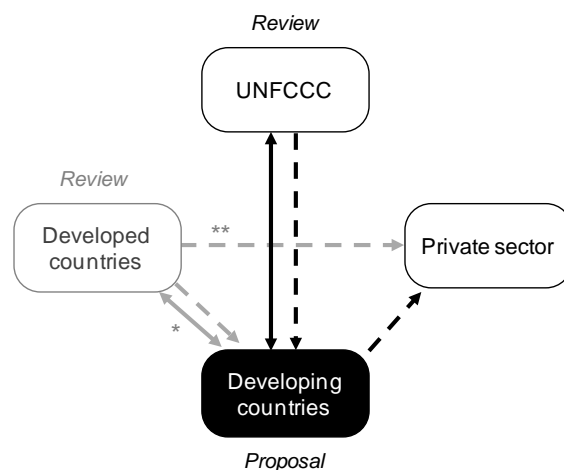 Review
UNFCCC
Review
Developed
countries
**
Private sector
*
Developing
countries
Proposal